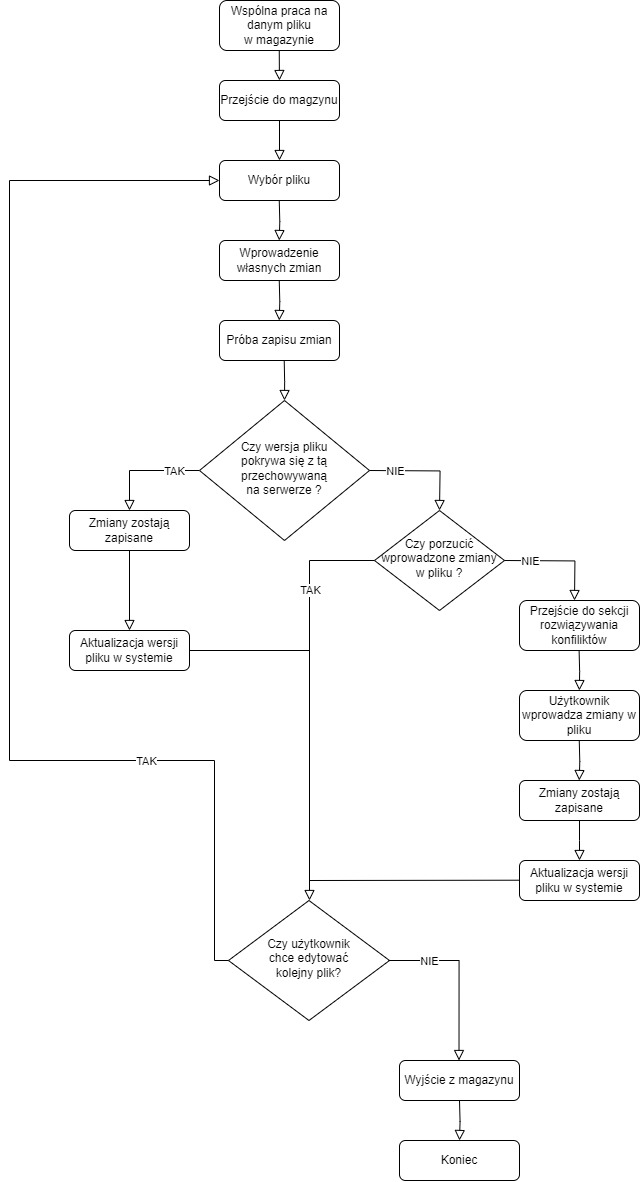 Wspólna praca na
danym pliku
w magazynie
Przejście do magzynu
Wybór pliku
Wprowadzenie
własnych zmian
Próba zapisu zmian
Czy wersja pliku
pokrywa się z tą
przechowywaną
na serwerze ?
TAK
NIE
Zmiany zostają
zapisane
Czy porzucić
wprowadzone zmiany
w pliku ?
TAK
NIE
Przejście do sekcji
rozwiązywania
konfiliktów
Aktualizacja wersji
pliku w systemie
Użytkownik
wprowadza zmiany w
pliku
TAK
Zmiany zostają
zapisane
Aktualizacja wersji
pliku w systemie
Czy użytkownik
chce edytować
kolejny plik?
NIE
Wyjście z magazynu
Koniec